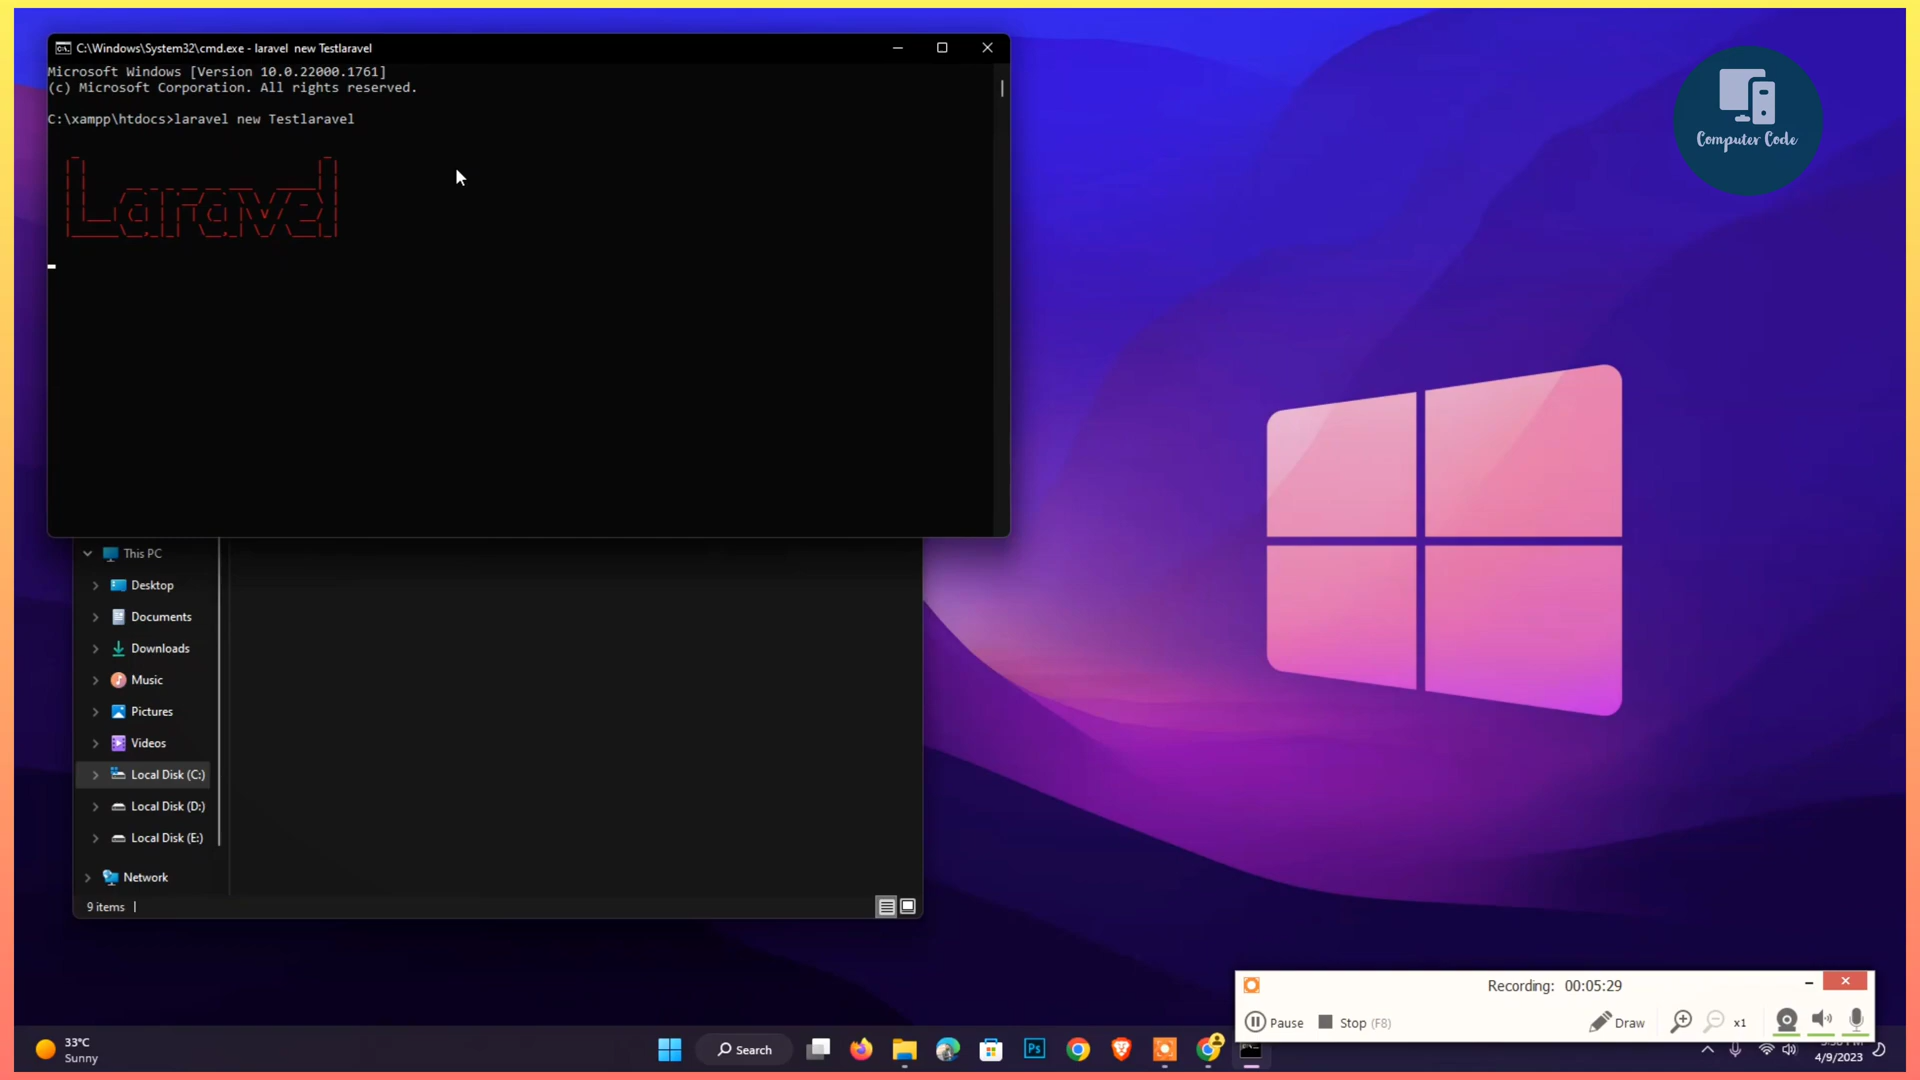 C:\Windows\System32\cmd.exe - laravel  new Testlaravel
Microsoft Windows [Version 10.0.22000.1761]
(c) Microsoft Corporation. All rights reserved.
C:\xampp\htdocs>laravel new Testlaravel
Laravel
Computer Code
This PC
Desktop
Documents
Downloads
Music
Pictures
Videos
Local Disk (C:)
Local Disk (D:)
Local Disk (E:)
Network
9 items
Recording: 00:05:29
Pause
Stop (F8)
Draw
x1
33°C
Sunny
Search
Ps
4/9/2023